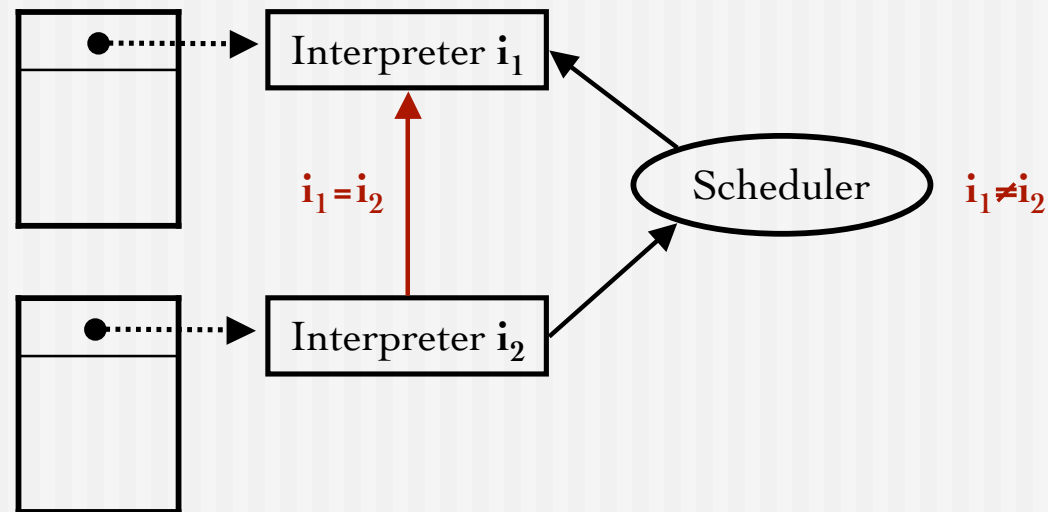 Interpreter i₁
i₁=i₂
Scheduler
i₁≠i₂
Interpreter i₂